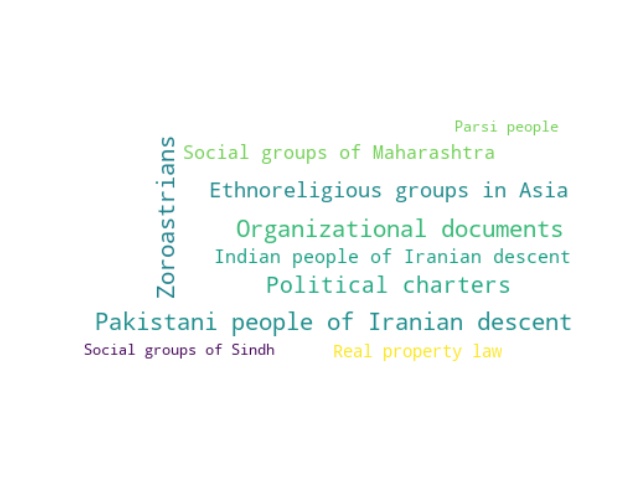 Parsi people
Social groups of Maharashtra
Zoroastrians
Ethnoreligious groups in Asia
Organizational documents
Indian people of Iranian descent
Political charters
Pakistani people of Iranian descent
Social groups of Sindh
Real property law